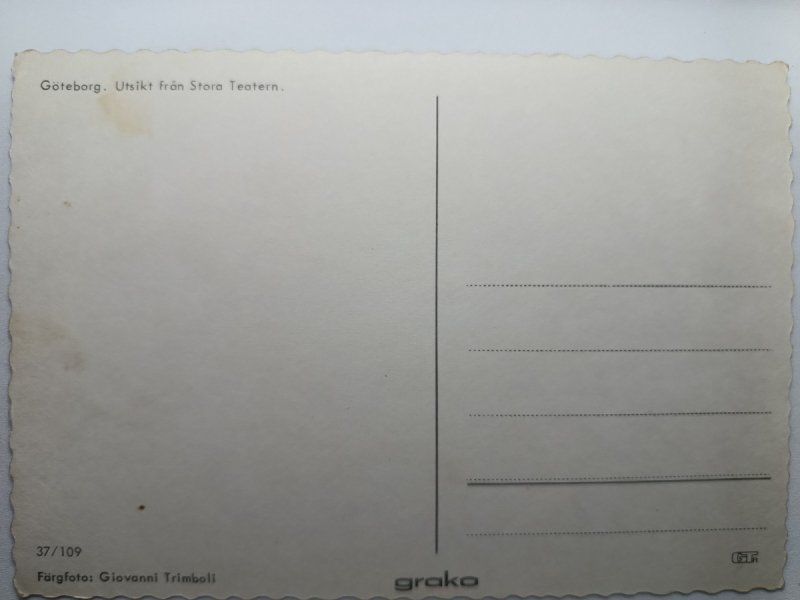 Göteborg. Utsikt från Stora Teatern.
37/109
Färgfoto: Giovanni Trimboli
grako